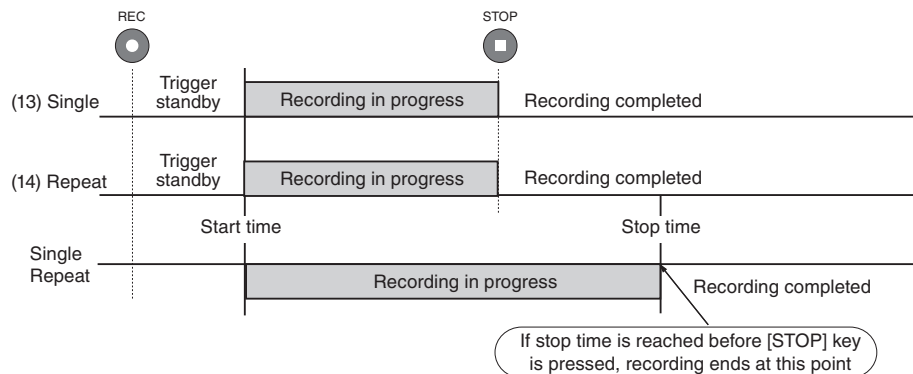 REC
STOP
Trigger
standby
(13) Single
Recording in progress
Recording completed
Trigger
standby
(14) Repeat
Recording in progress
Recording completed
Start time
Stop time
Single
Repeat
Recording in progress
Recording completed
If stop time is reached before [STOP] key
is pressed, recording ends at this point